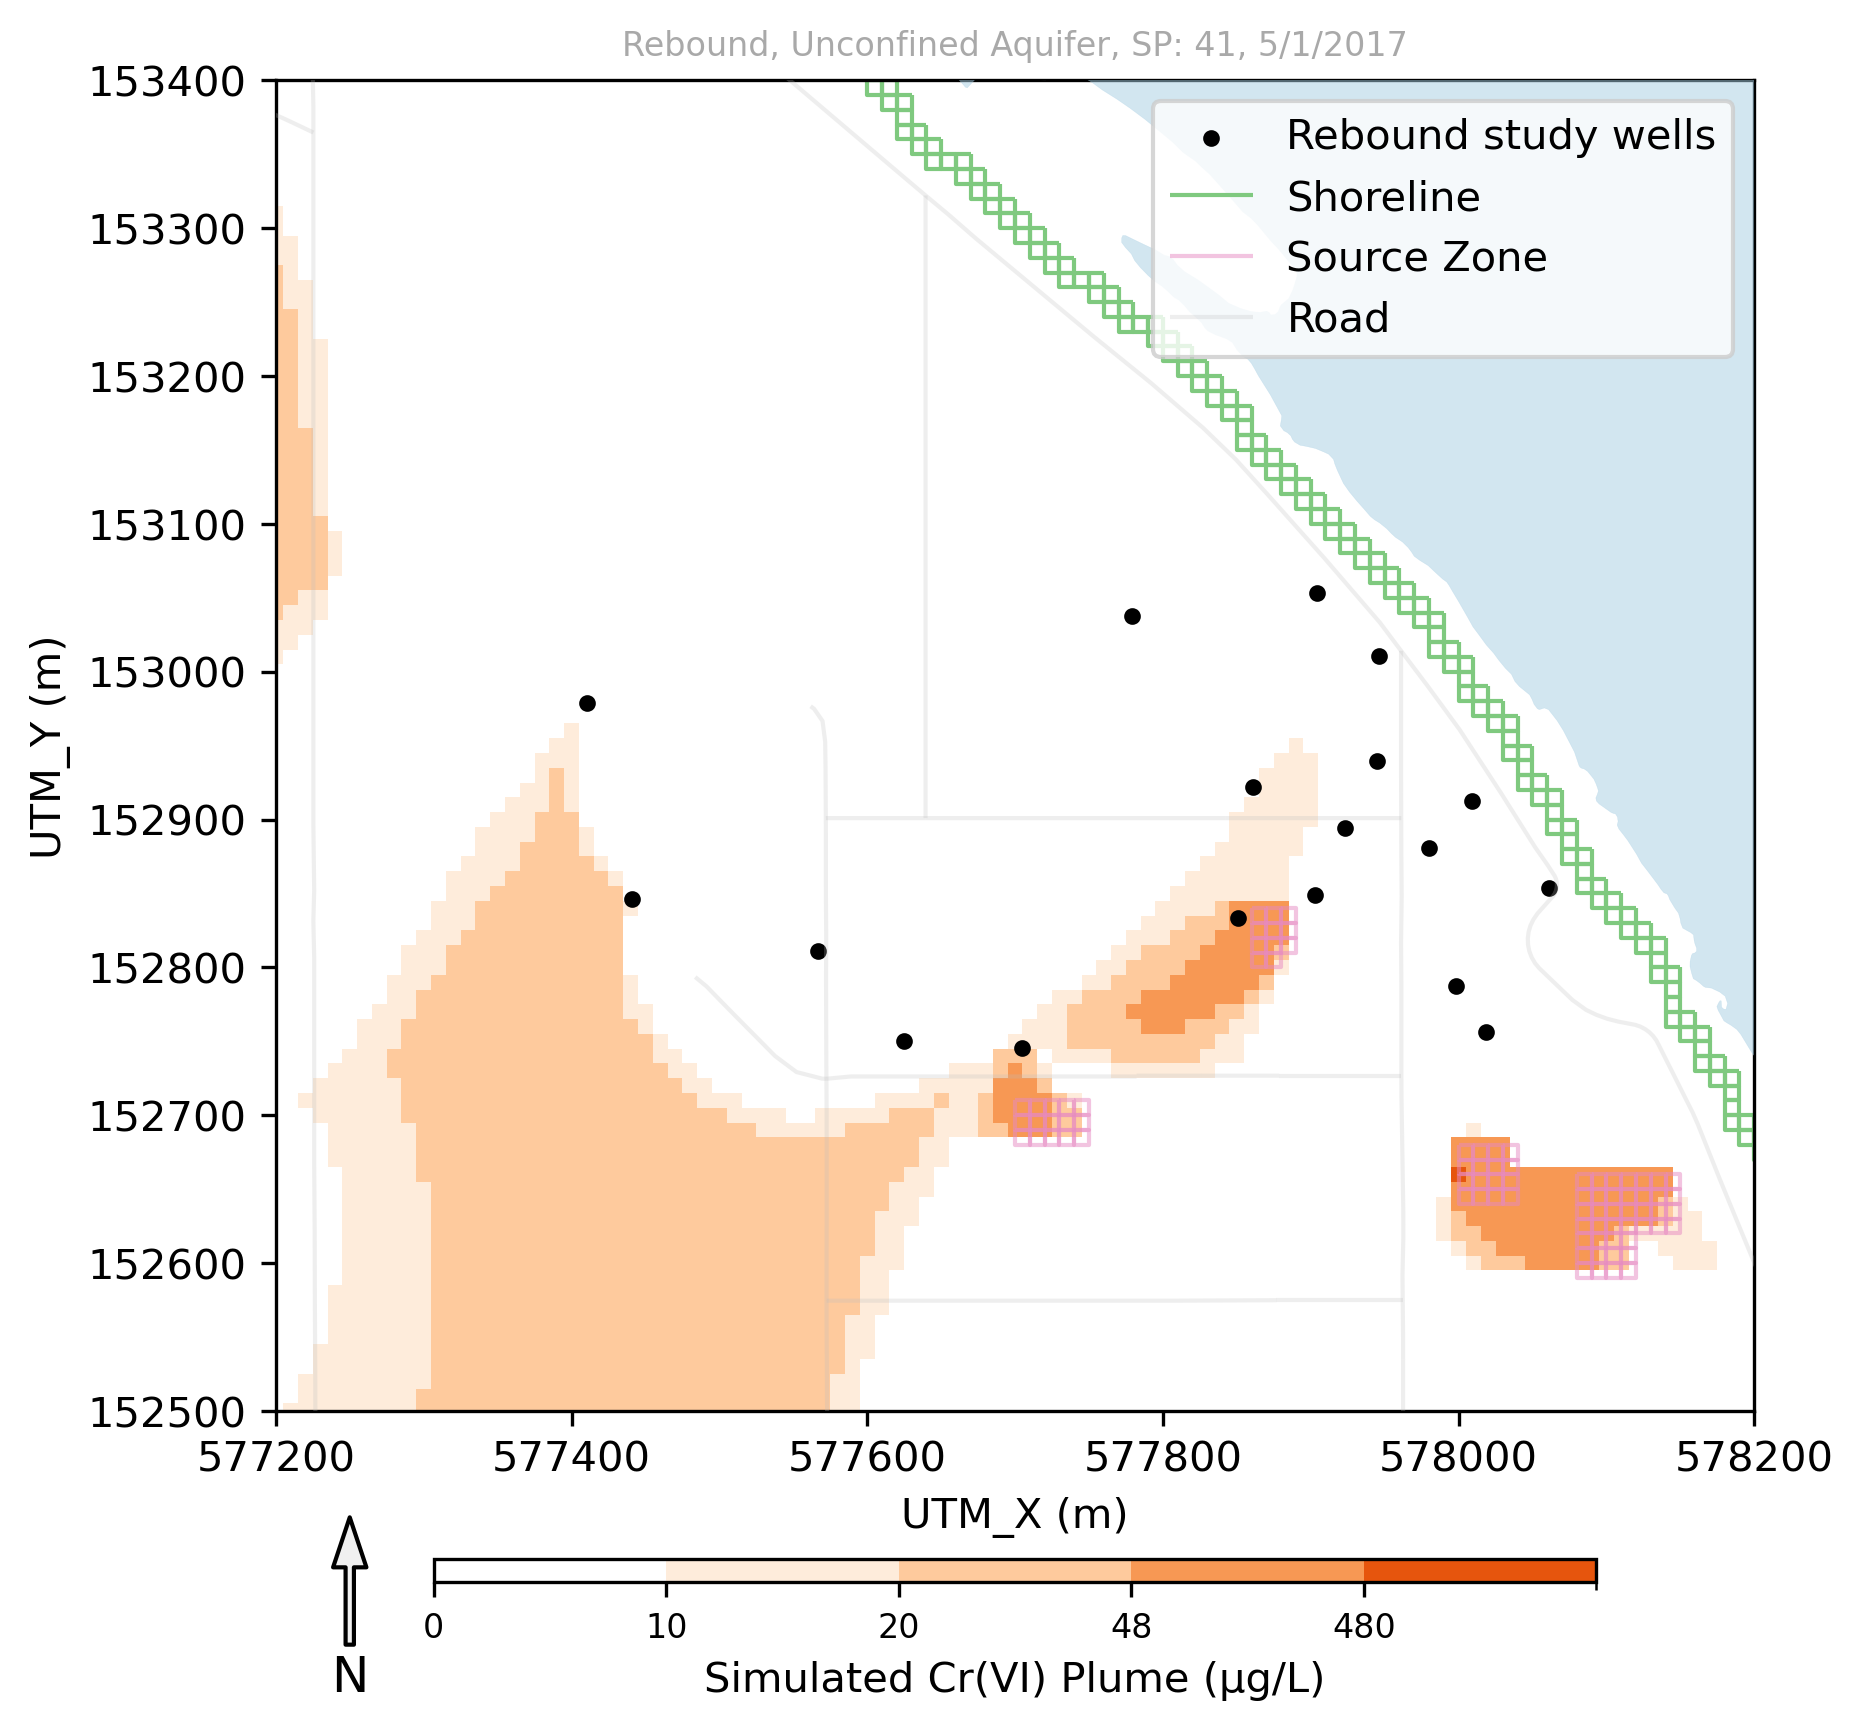 Rebound, Unconfined Aquifer, SP: 41, 5/1/2017
153400
153300
153200
153100
153000
152900
152800
152700
152600
152500
UTM_Y (m)
Rebound study wells
Shoreline
Source Zone
Road
577200 577400 577600 577800 578000 578200
UTM_X (m)
N
0 10 20 48 480
Simulated Cr(VI) Plume (µg/L)